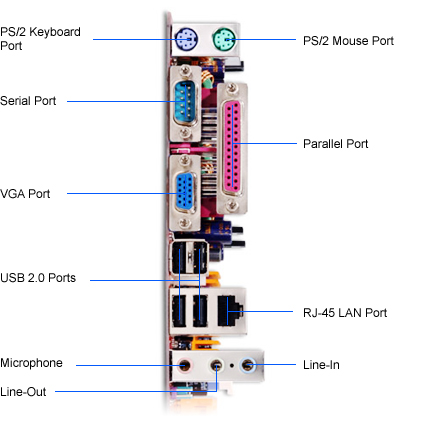 PS/2 Keyboard
Port
PS/2 Mouse Port
Serial Port
Parallel Port
VGA Port
USB 2.0 Ports
RJ-45 LAN Port
Microphone
Line-In
Line-Out